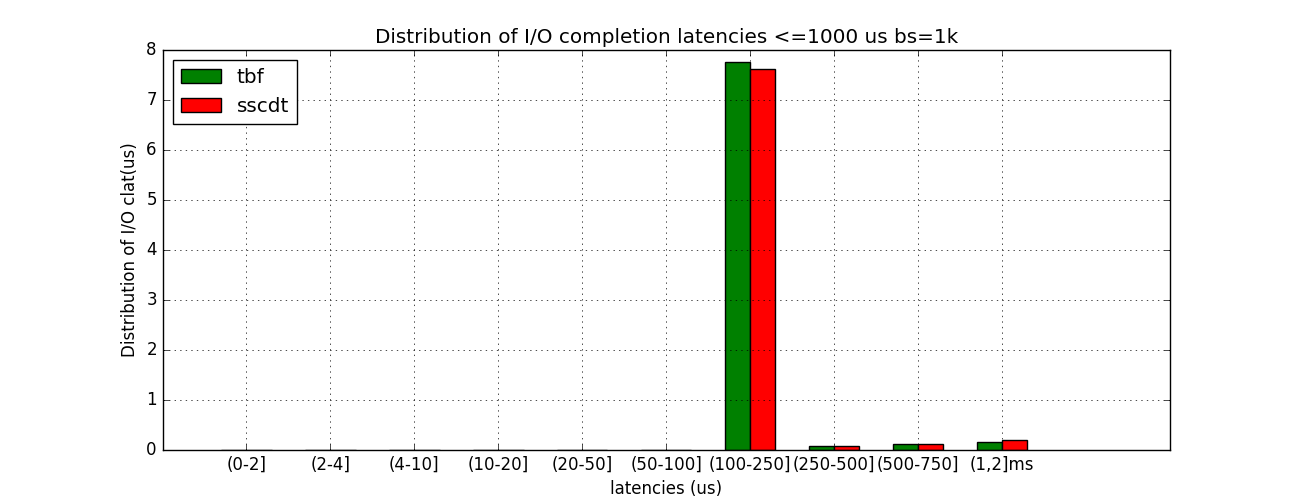 Distribution of I/O completion latencies <=1000 us bs=1k
8
7
6
5
4
3
2
1
0
Distribution of I/O clat(us)
tbf
sscdt
(0-2] (2-4] (4-10] (10-20] (20-50] (50-100] (100-250] (250-500] (500-750] (1,2]ms
latencies (us)